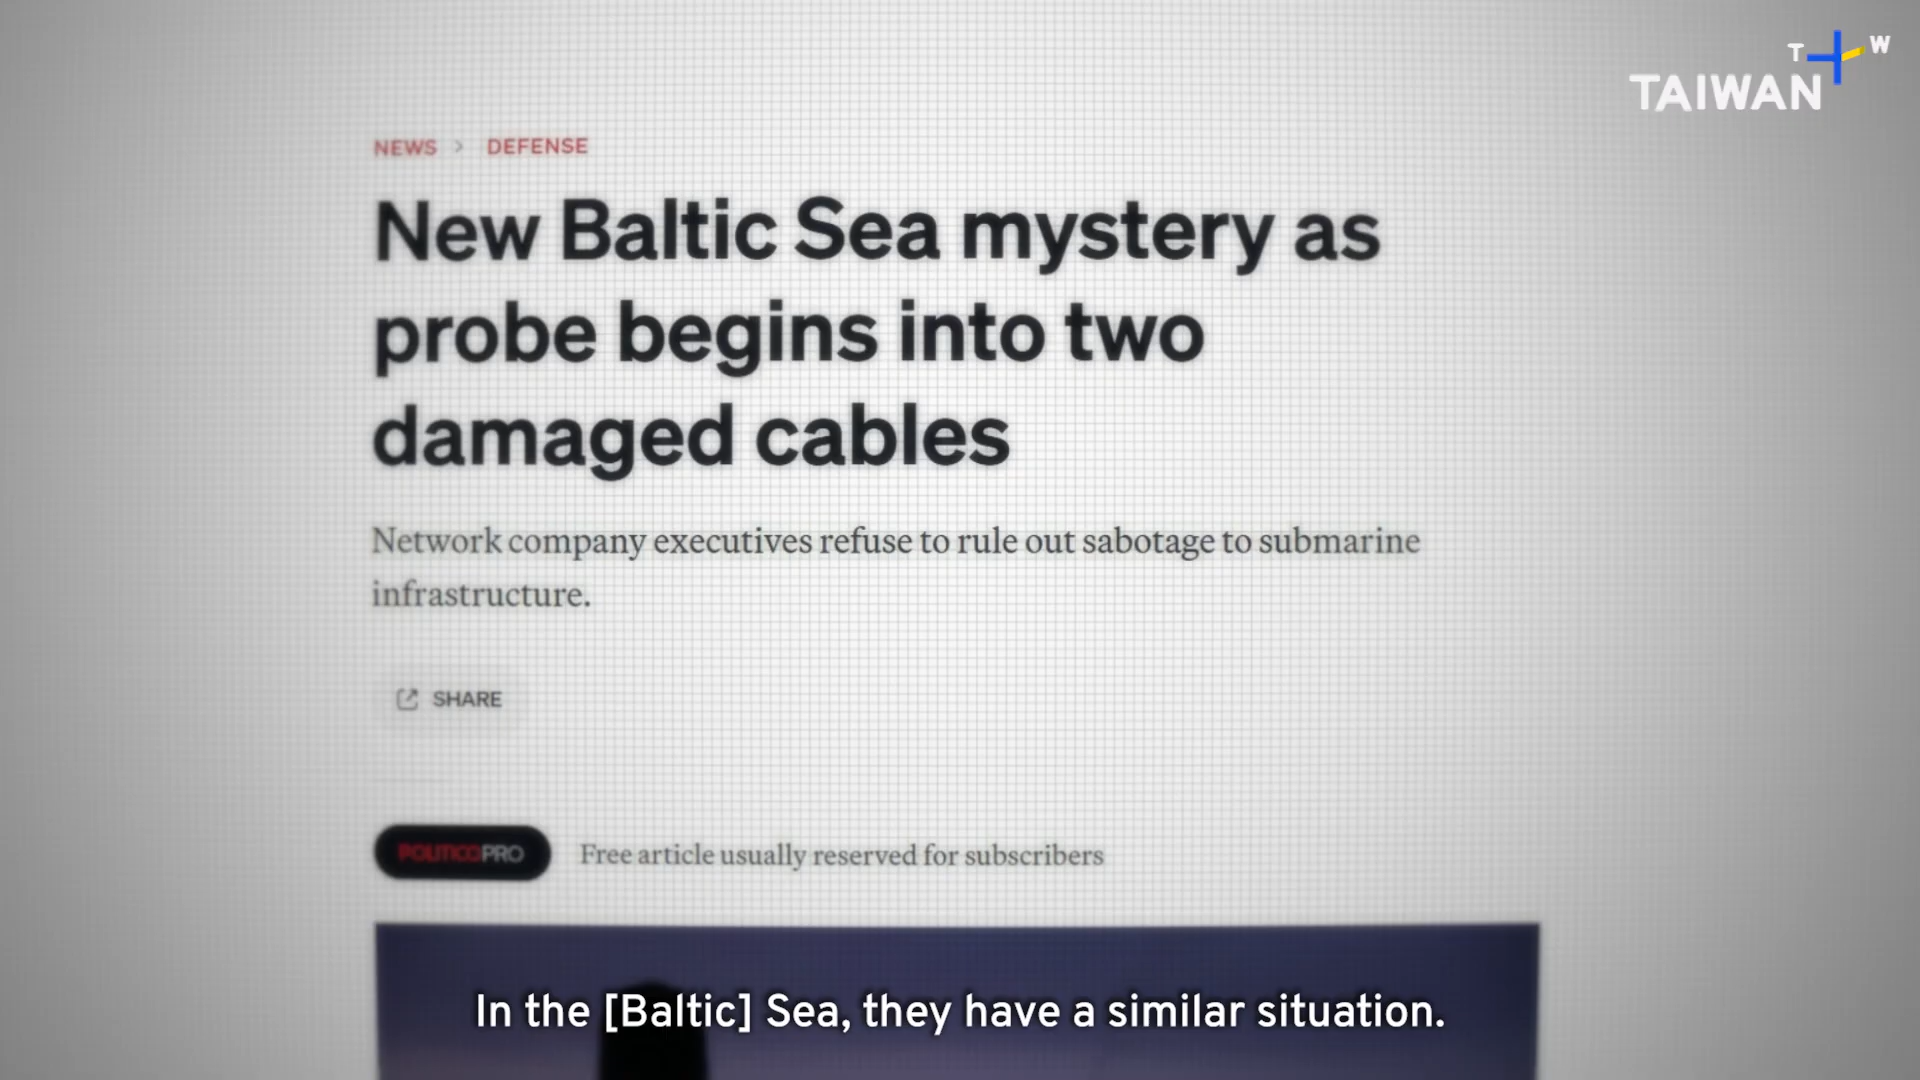 T W
TAIWAN
NEWS > DEFENSE
New Baltic Sea mystery as
probe begins into two
damaged cables
Network company executives refuse to rule out sabotage to submarine
infrastructure.
SHARE
POLITICOPRO Free article usually reserved for subscribers
In the [Baltic] Sea, they have a similar situation.